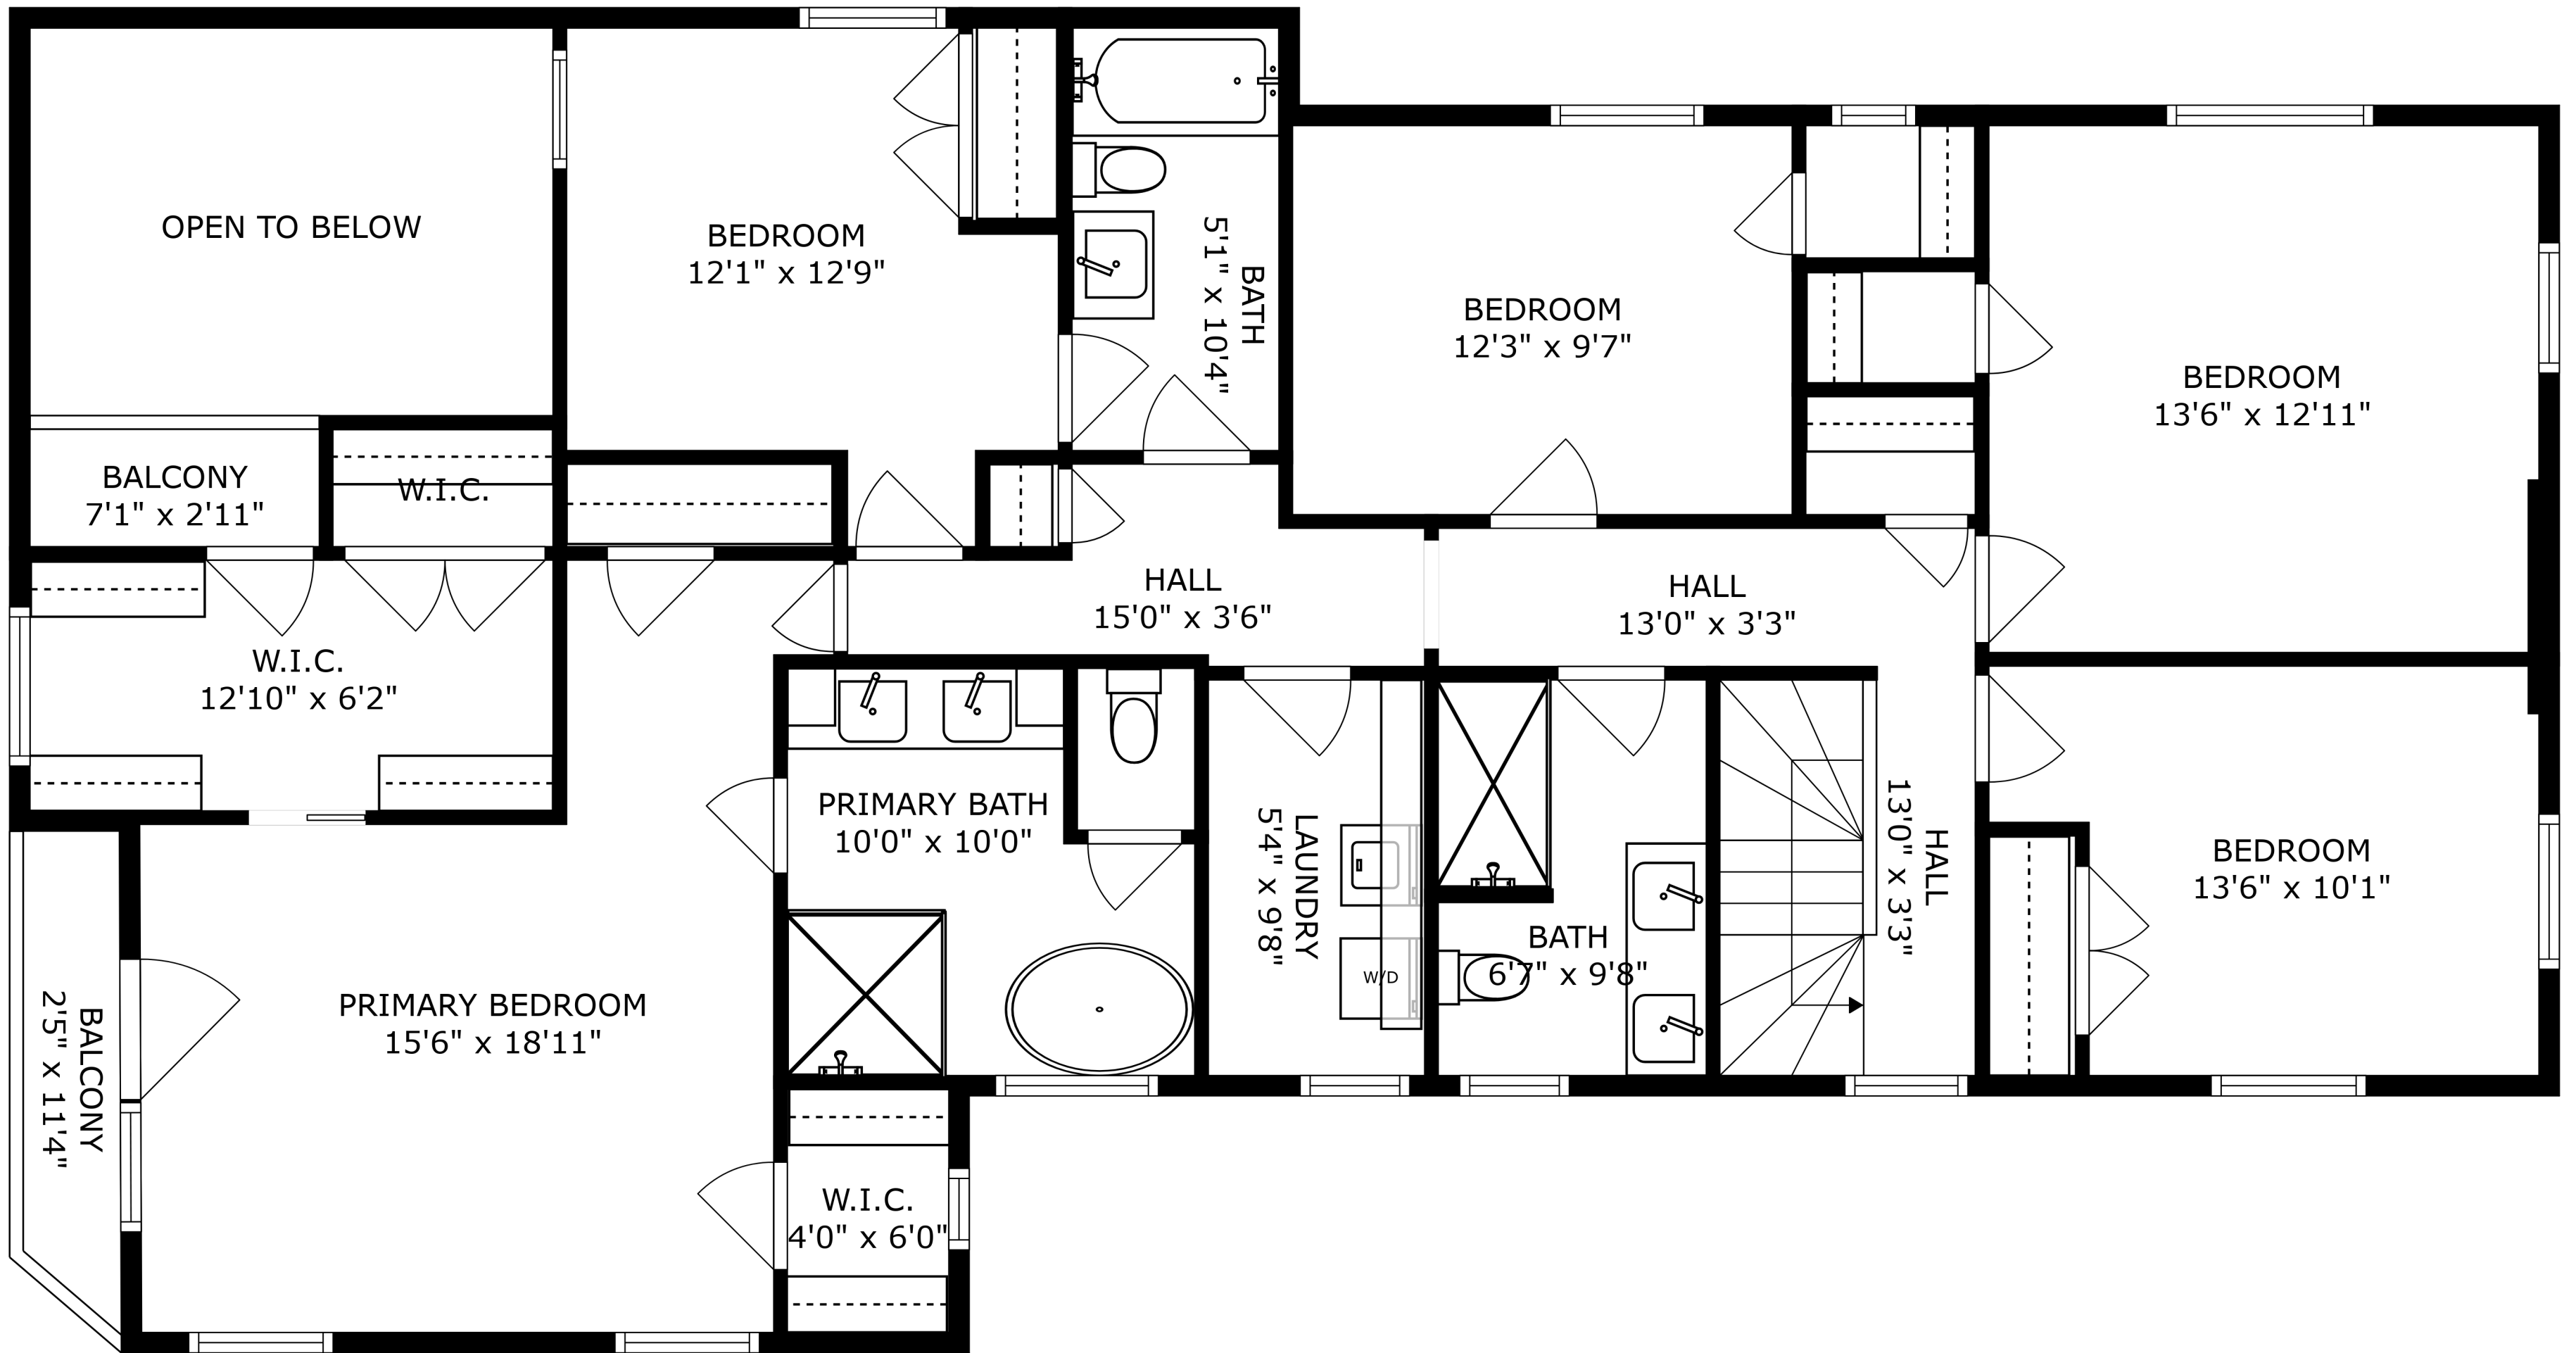 OPEN TO BELOW
BEDROOM
12'1" x 12'9"
BATH
5'1" x 10'4"
BEDROOM
12'3" x 9'7"
BEDROOM
13'6" x 12'11"
BALCONY
7'1" x 2'11"
W.I.C.
HALL
15'0" x 3'6"
HALL
13'0" x 3'3"
W.I.C.
12'10" x 6'2"
PRIMARY BATH
10'0" x 10'0"
LAUNDRY
5'4" x 9'8"
W/D
BATH
6'7" x 9'8"
HALL
13'0" x 3'3"
BEDROOM
13'6" x 10'1"
BALCONY
2'5" x 11'4"
PRIMARY BEDROOM
15'6" x 18'11"
W.I.C.
4'0" x 6'0"